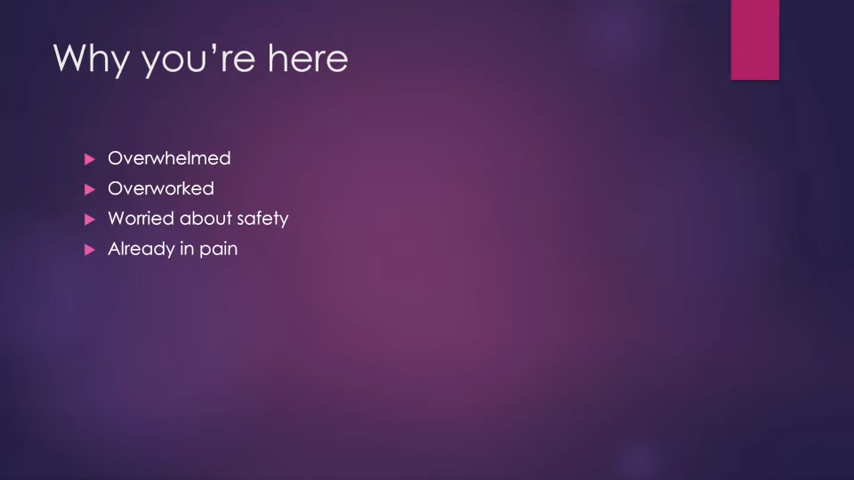 Why you’re here
Overwhelmed
Overworked
Worried about safety
Already in pain